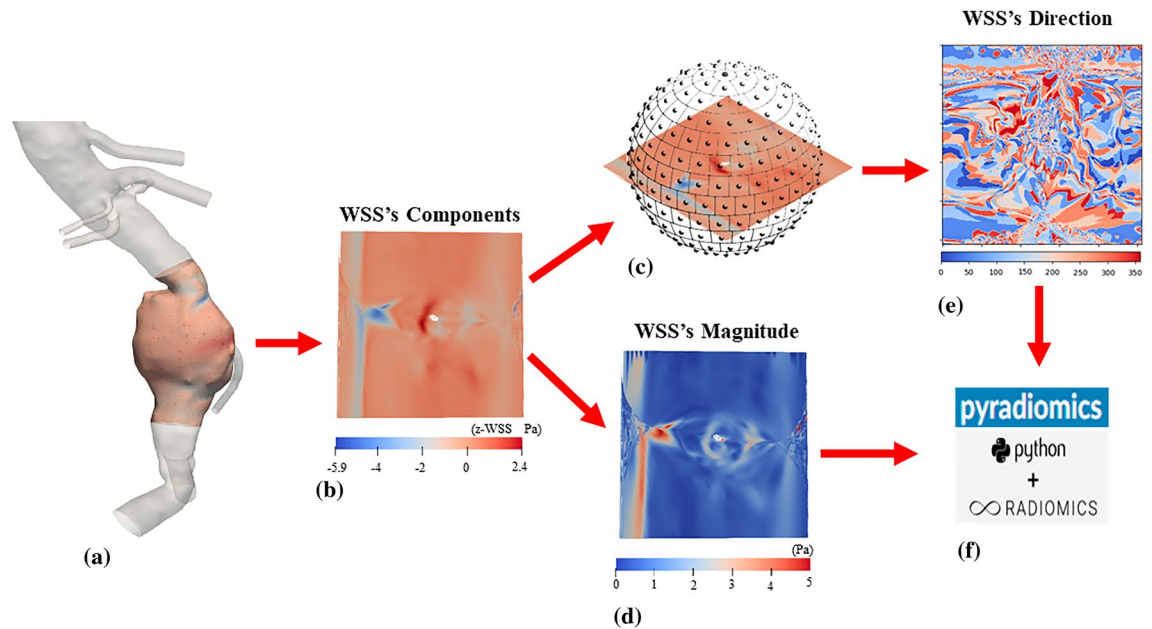 WSS's Direction
0 50 100 150 200 250 300 350
(e)
(c)
WSS's Components
(z-WSS Pa)
-5.9 -4 -2 0 2.4
(b)
WSS's Magnitude
(Pa)
0 1 2 3 4 5
(d)
(a)
pyradiomics
python
+
RADIOMICS
(f)